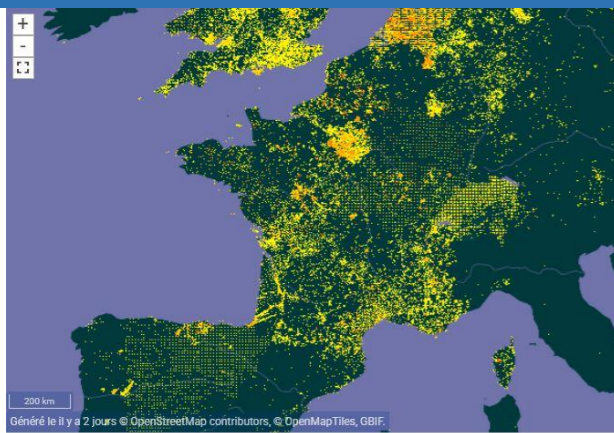 +
-
200 km
Généré le il y a 2 jours © OpenStreetMap contributors, © OpenMapTiles, GBIF.